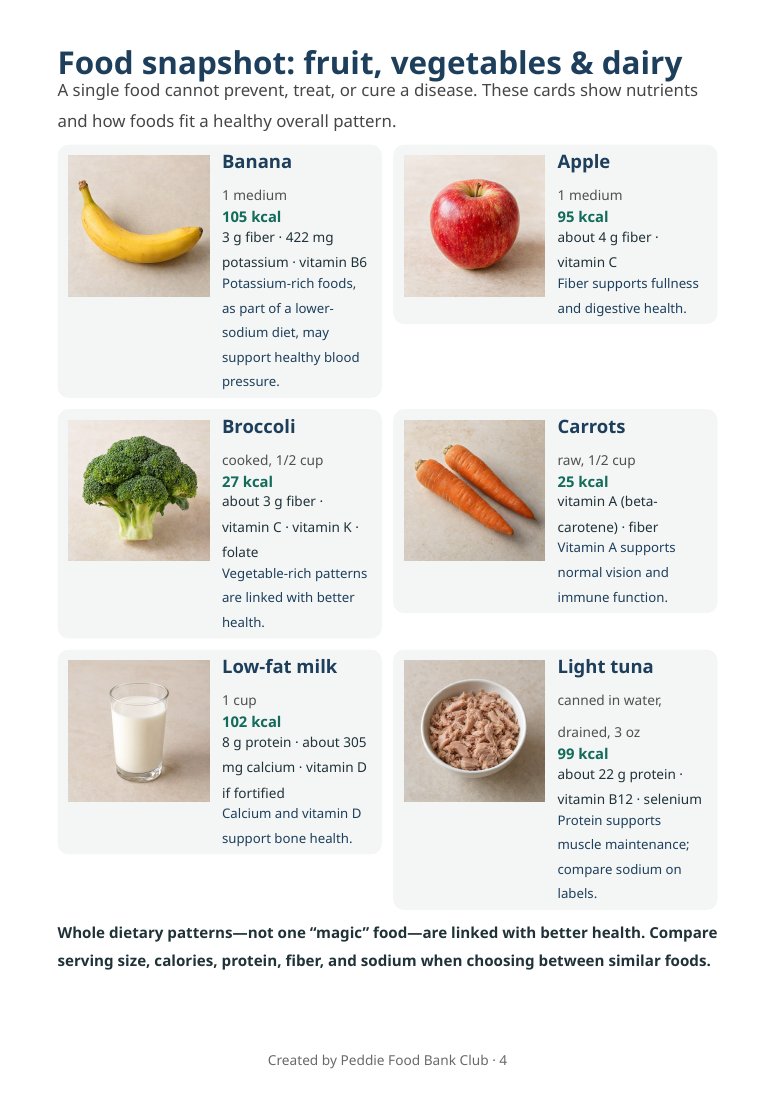 Food snapshot: fruit, vegetables & dairy
A single food cannot prevent, treat, or cure a disease. These cards show nutrients
and how foods fit a healthy overall pattern.
Banana
1 medium
105 kcal
3 g fiber · 422 mg
potassium · vitamin B6
Potassium-rich foods,
as part of a lower-
sodium diet, may
support healthy blood
pressure.
Apple
1 medium
95 kcal
about 4 g fiber ·
vitamin C
Fiber supports fullness
and digestive health.
Broccoli
cooked, 1/2 cup
27 kcal
about 3 g fiber ·
vitamin C · vitamin K ·
folate
Vegetable-rich patterns
are linked with better
health.
Carrots
raw, 1/2 cup
25 kcal
vitamin A (beta-
carotene) · fiber
Vitamin A supports
normal vision and
immune function.
Low-fat milk
1 cup
102 kcal
8 g protein · about 305
mg calcium · vitamin D
if fortified
Calcium and vitamin D
support bone health.
Light tuna
canned in water,
drained, 3 oz
99 kcal
about 22 g protein ·
vitamin B12 · selenium
Protein supports
muscle maintenance;
compare sodium on
labels.
Whole dietary patterns—not one “magic” food—are linked with better health. Compare
serving size, calories, protein, fiber, and sodium when choosing between similar foods.
Created by Peddie Food Bank Club · 4